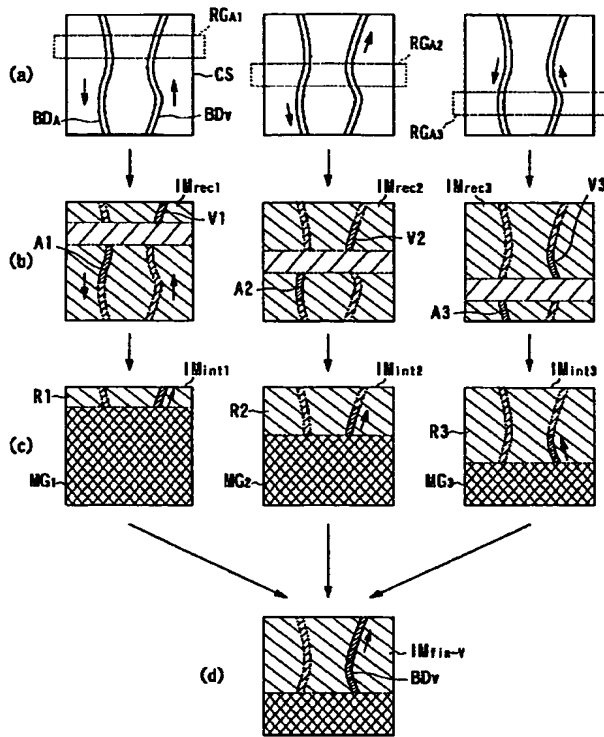 RGA1
RGA2
(a)
CS
BDA
BDV
RGA3
IMrec1
IMrec2
IMrec3
V3
V1
V2
A1
(b)
A2
A3
IMint1
IMint2
IMint3
R1
R2
R3
(c)
MG1
MG2
MG3
(d)
IMfin-V
BDV